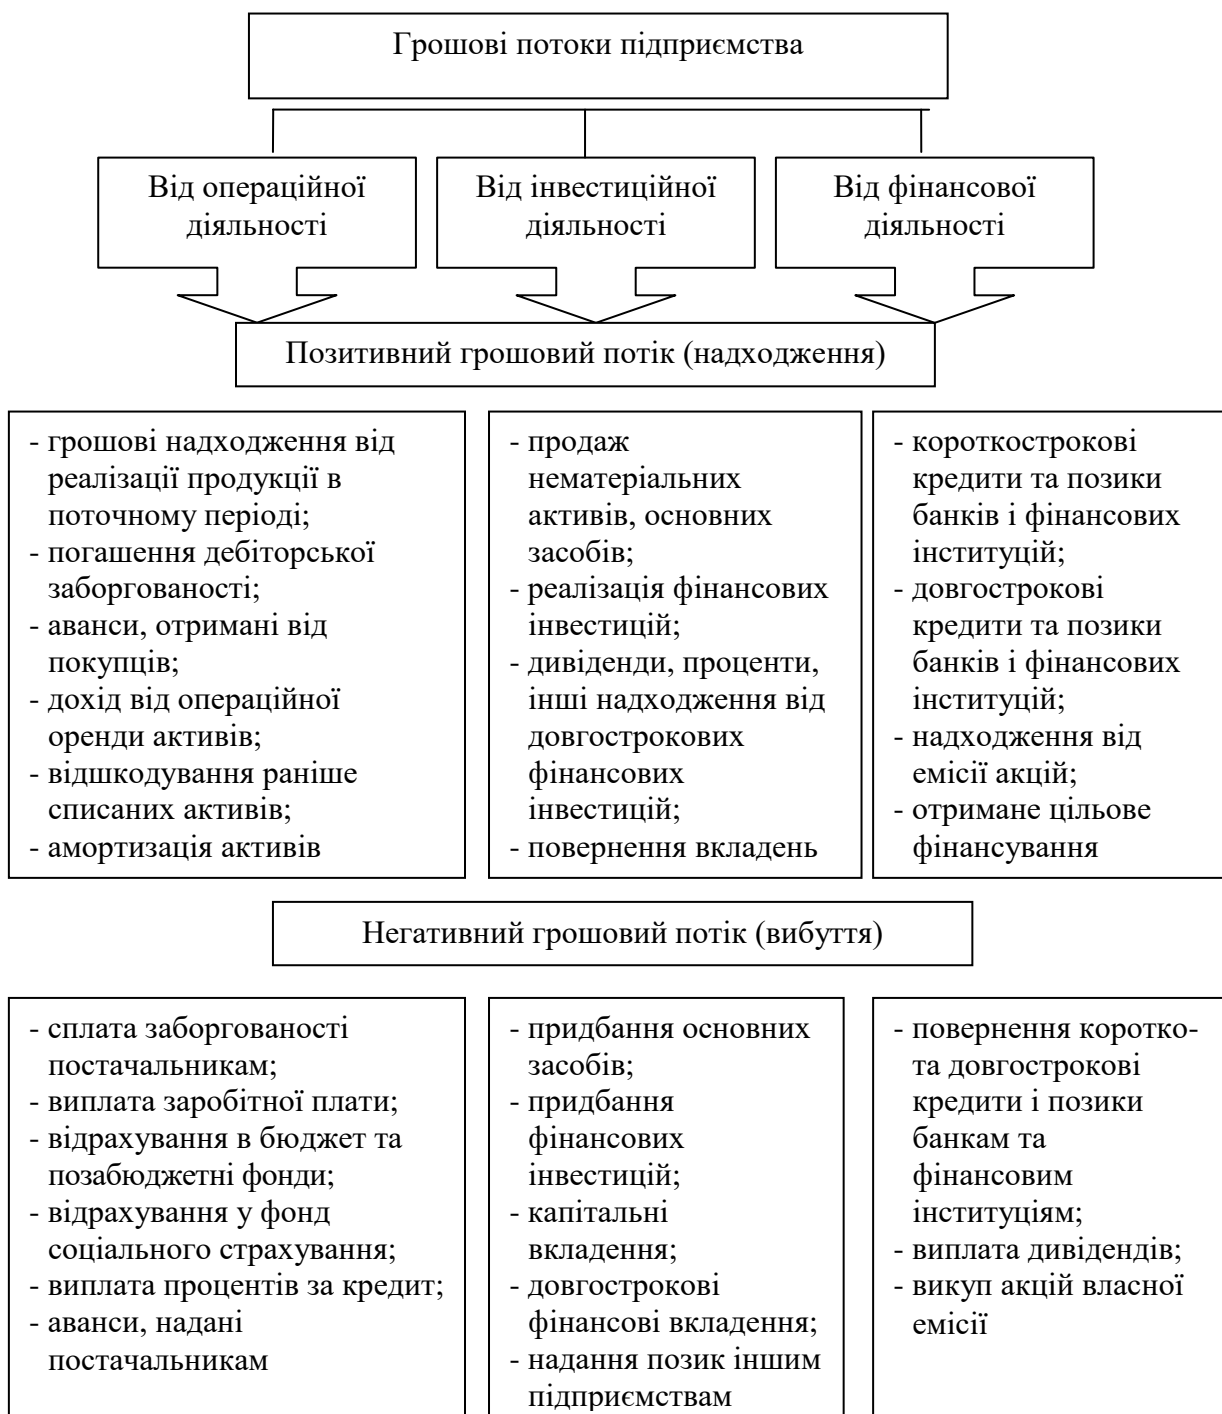 Грошові потоки підприємства
Від операційної
діяльності
Від інвестиційної
діяльності
Від фінансової
діяльності
Позитивний грошовий потік (надходження)
- грошові надходження від
реалізації продукції в
поточному періоді;
- погашення дебіторської
заборгованості;
- аванси, отримані від
покупців;
- дохід від операційної
оренди активів;
- відшкодування раніше
списаних активів;
- амортизація активів
- продаж
нематеріальних
активів, основних
засобів;
- реалізація фінансових
інвестицій;
- дивіденди, проценти,
інші надходження від
довгострокових
фінансових
інвестицій;
- повернення вкладень
- короткострокові
кредити та позики
банків і фінансових
інституцій;
- довгострокові
кредити та позики
банків і фінансових
інституцій;
- надходження від
емісії акцій;
- отримане цільове
фінансування
Негативний грошовий потік (вибуття)
- сплата заборгованості
постачальникам;
- виплата заробітної плати;
- відрахування в бюджет та
позабюджетні фонди;
- відрахування у фонд
соціального страхування;
- виплата процентів за кредит;
- аванси, надані
постачальникам
- придбання основних
засобів;
- придбання
фінансових
інвестицій;
- капітальні
вкладення;
- довгострокові
фінансові вкладення;
- надання позик іншим
підприємствам
- повернення коротко-
та довгострокові
кредити і позики
банкам та
фінансовим
інституціям;
- виплата дивідендів;
- викуп акцій власної
емісії